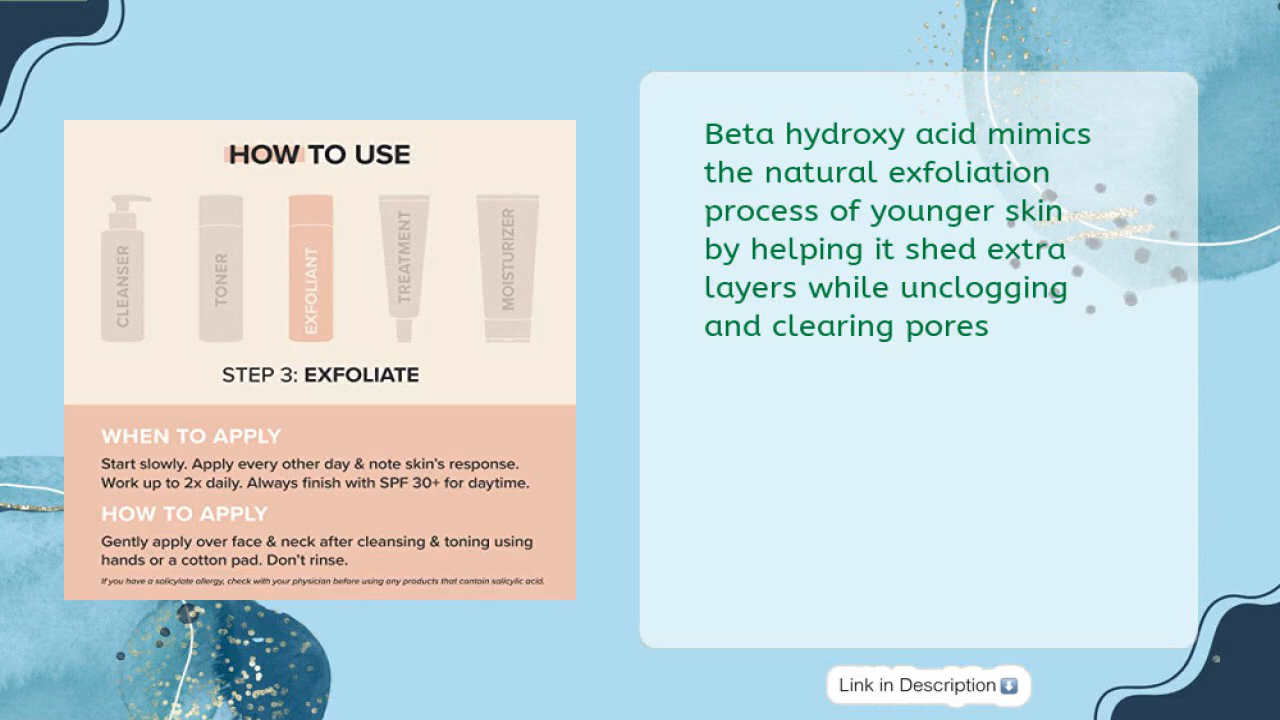 HOW TO USE
CLEANSER
TONER
EXFOLIANT
TREATMENT
MOISTURIZER
STEP 3: EXFOLIATE
WHEN TO APPLY
Start slowly. Apply every other day & note skin's response.
Work up to 2x daily. Always finish with SPF 30+ for daytime.
HOW TO APPLY
Gently apply over face & neck after cleansing & toning using
hands or a cotton pad. Don't rinse.
If you have a salicylate allergy, check with your physician before using any products that contain salicylic acid.
Beta hydroxy acid mimics
the natural exfoliation
process of younger skin
by helping it shed extra
layers while unclogging
and clearing pores
Link in Description⬇️